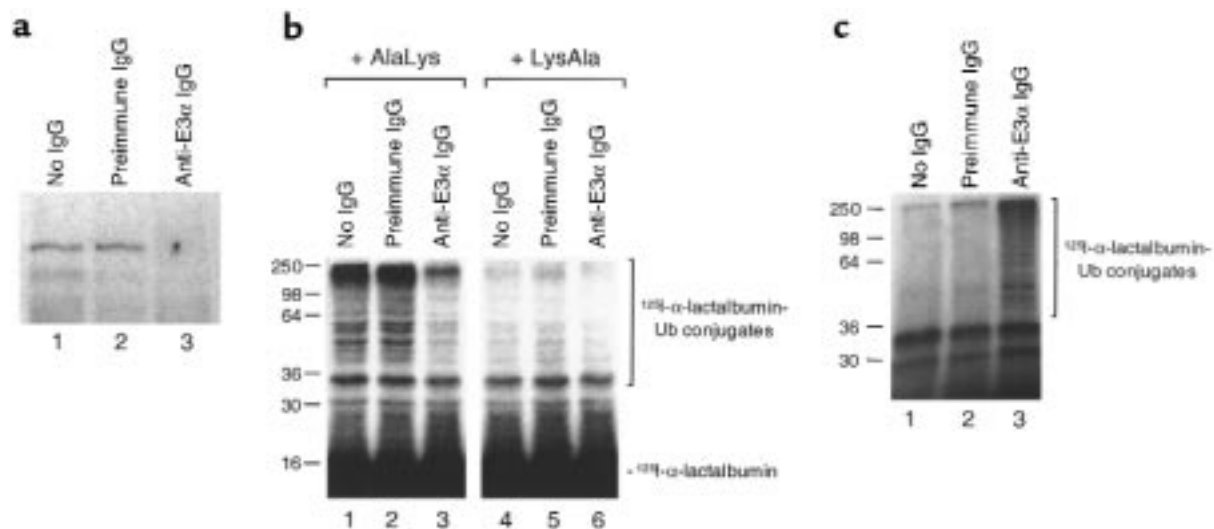 a
No IgG
Preimmune IgG
Anti-E3α IgG
1 2 3
b
+ AlaLys
+ LysAla
No IgG
Preimmune IgG
Anti-E3α IgG
No IgG
Preimmune IgG
Anti-E3α IgG
250
98
64
36
30
16
¹²⁵I-α-lactalbumin-
Ub conjugates
- ¹²⁵I-α-lactalbumin
1 2 3 4 5 6
c
No IgG
Preimmune IgG
Anti-E3α IgG
250
98
64
36
30
¹²⁵I-α-lactalbumin-
Ub conjugates
1 2 3